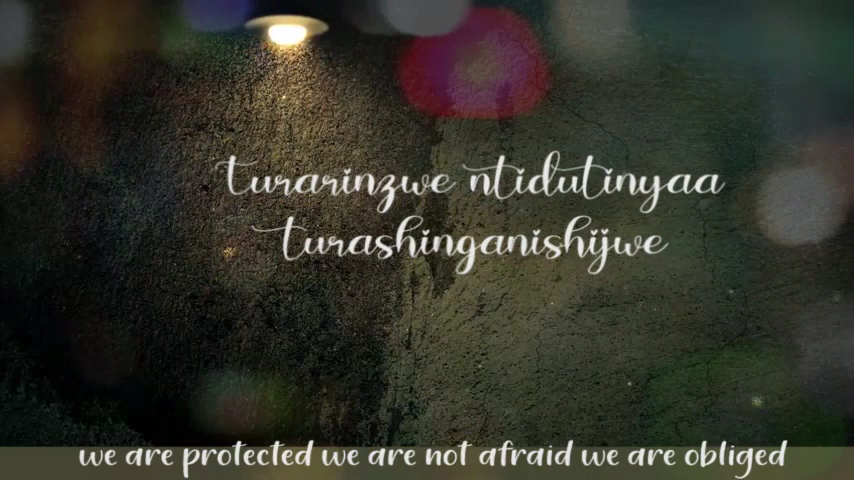 turarinzwe ntidutinyaa
turashinganishijwe
we are protected we are not afraid we are obliged